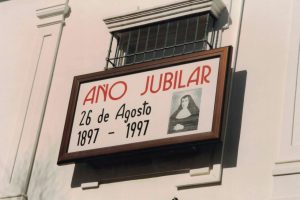 AÑO JUBILAR
26 de Agosto
1897 - 1997